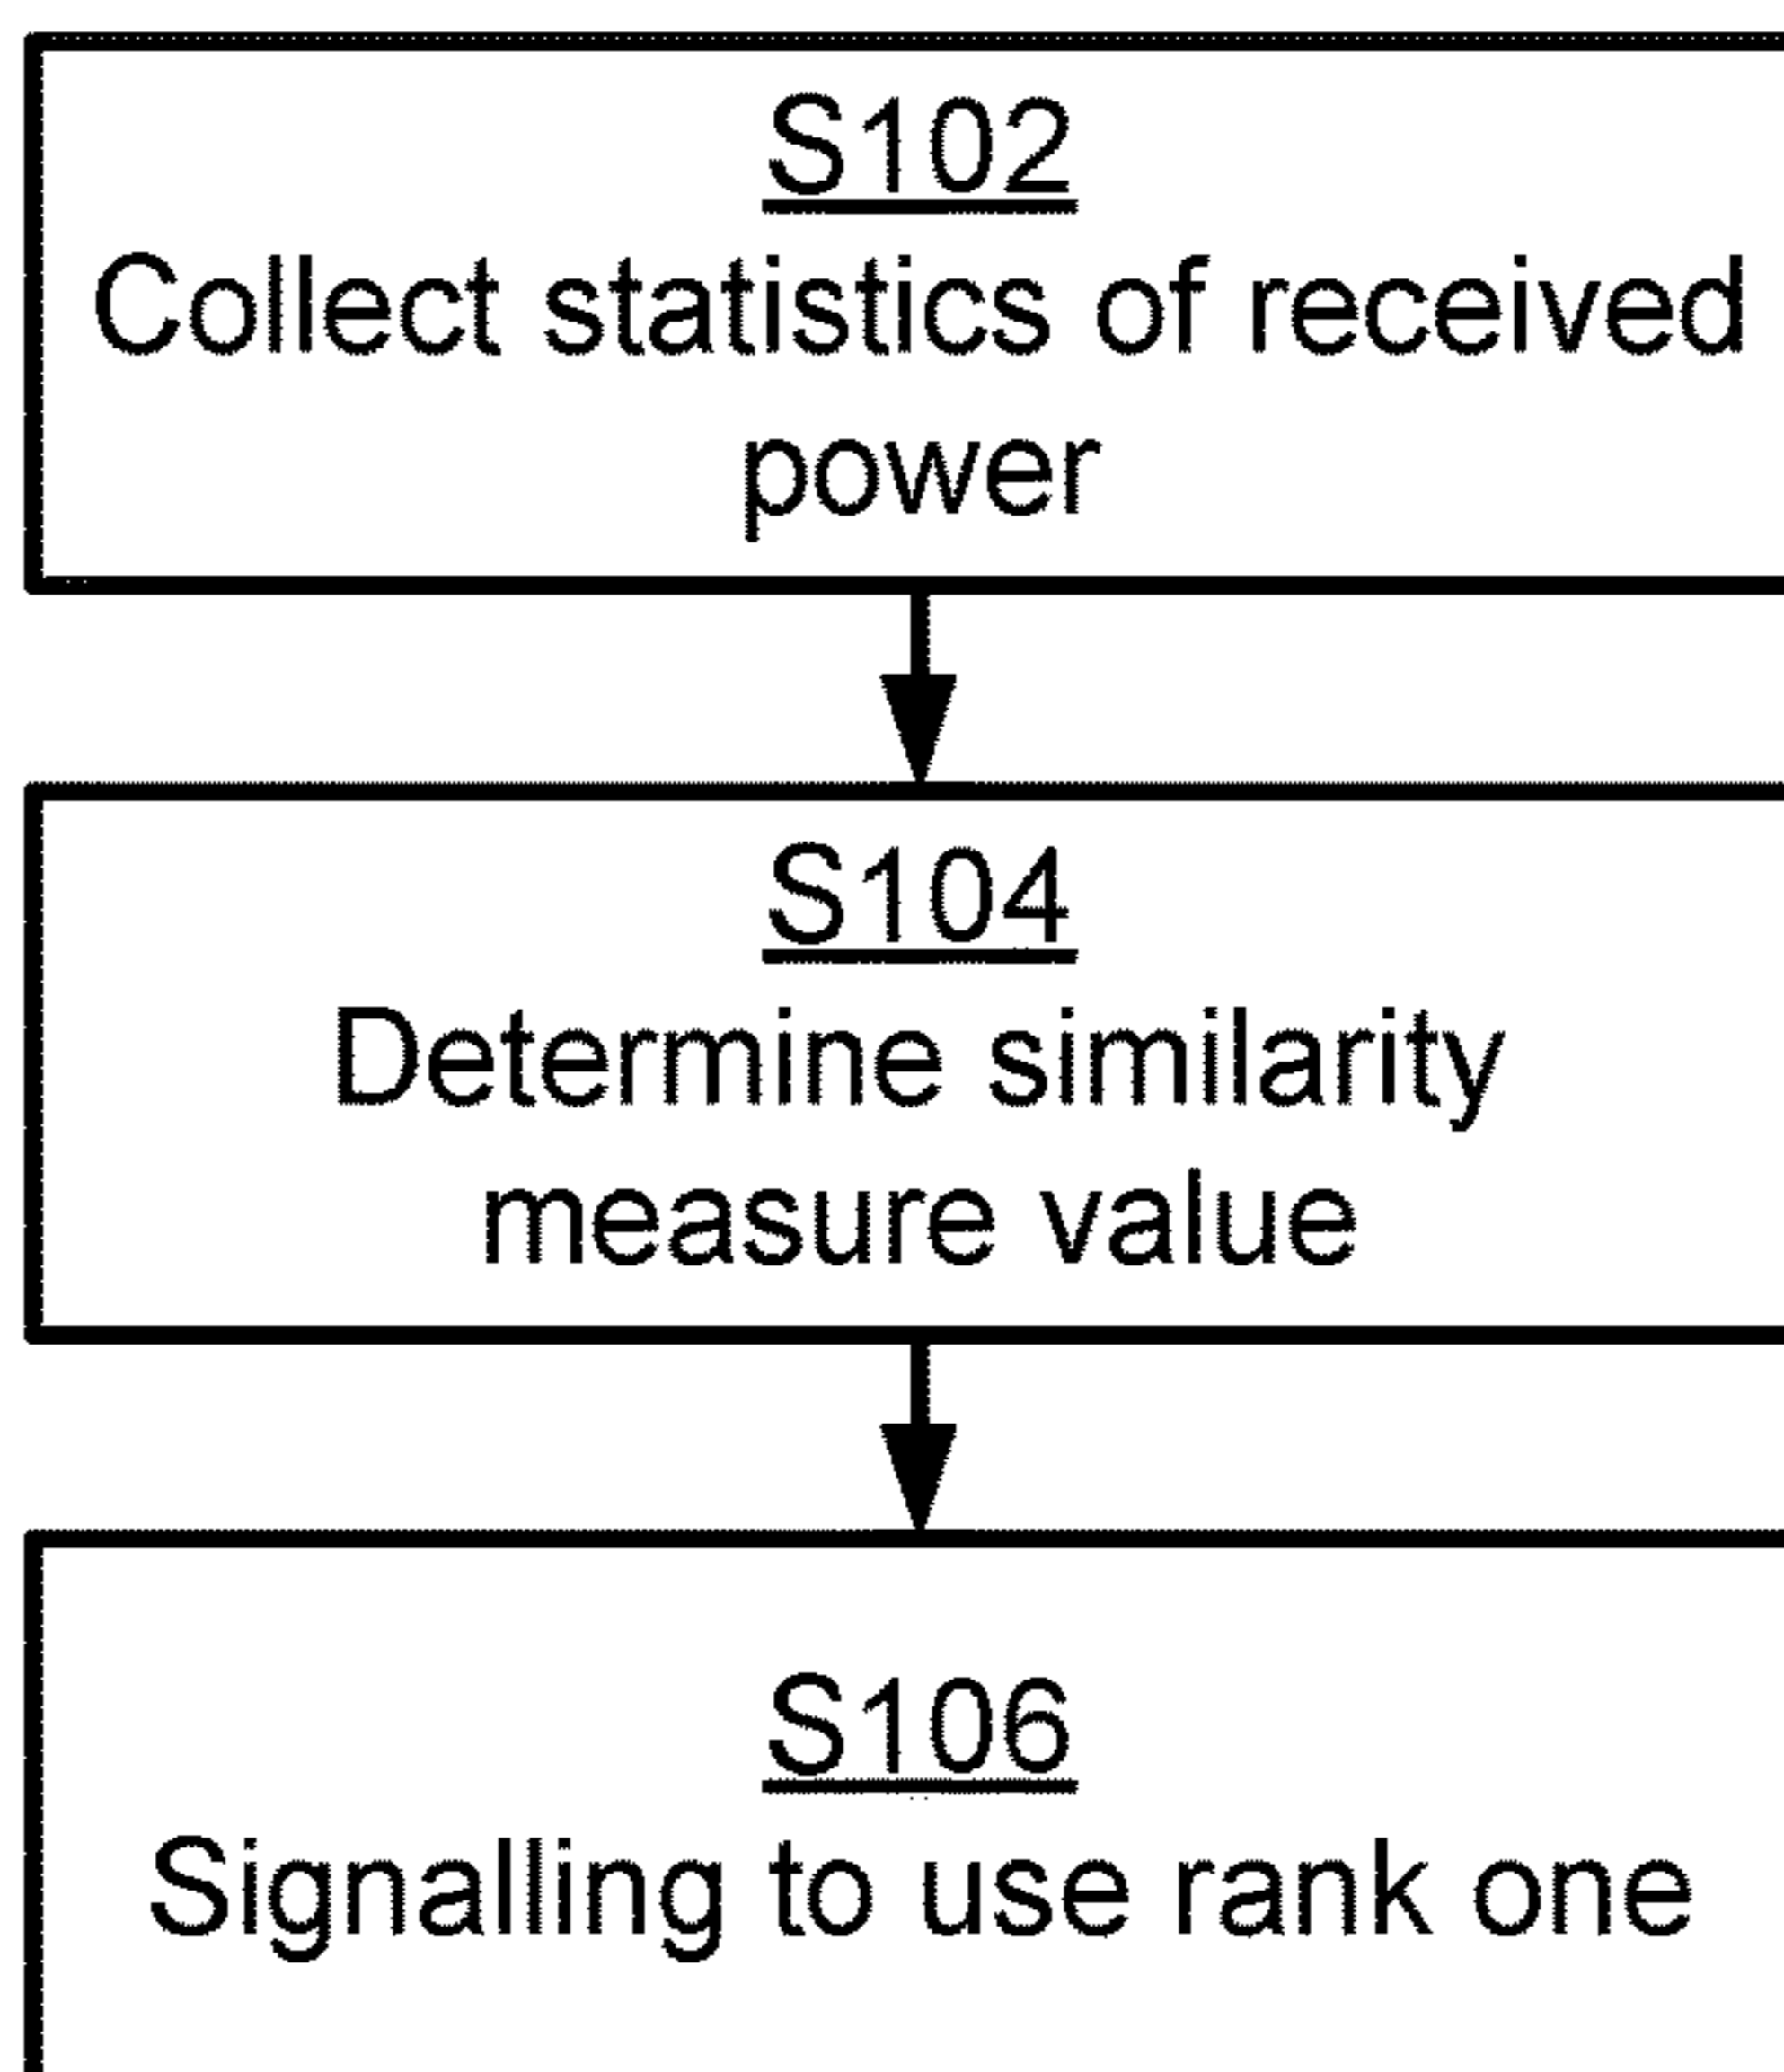 S102
Collect statistics of received
power
S104
Determine similarity
measure value
S106
Signalling to use rank one